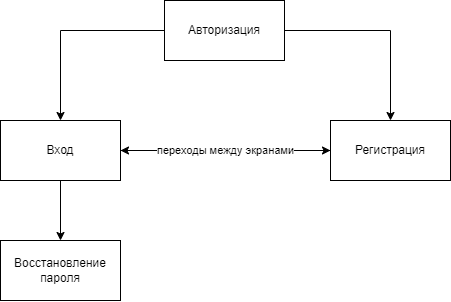 Авторизация
Вход
переходы между экранами
Регистрация
Восстановление
пароля